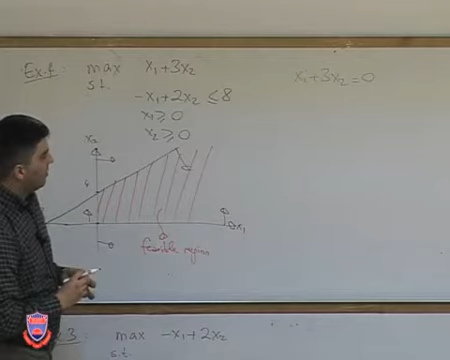 Ex.4: max x₁+3x₂
s.t.
-x₁+2x₂ ≤ 8
x₁ ≥ 0
x₂ ≥ 0
x₁+3x₂ = 0
x₂
4
x₁
feasible region
.3: max -x₁+2x₂
s.t.